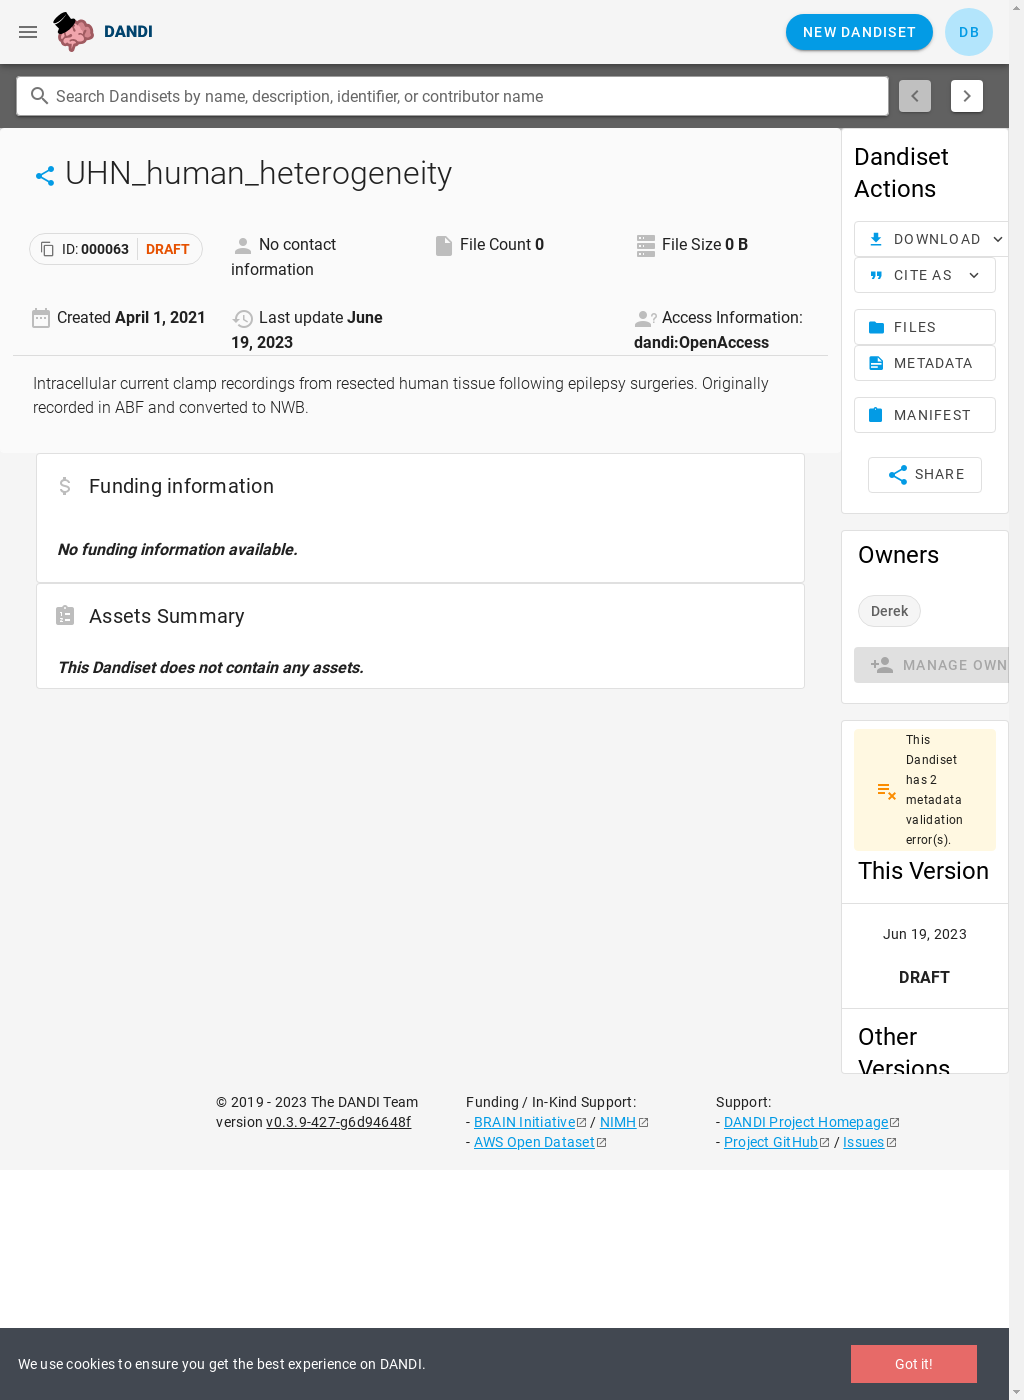 DANDI
NEW DANDISET
DB
Search Dandisets by name, description, identifier, or contributor name
UHN_human_heterogeneity
ID: 000063 DRAFT
No contact
information
File Count 0
File Size 0 B
Created April 1, 2021
Last update June
19, 2023
Access Information:
dandi:OpenAccess
Intracellular current clamp recordings from resected human tissue following epilepsy surgeries. Originally
recorded in ABF and converted to NWB.
Funding information
No funding information available.
Assets Summary
This Dandiset does not contain any assets.
Dandiset
Actions
DOWNLOAD
CITE AS
FILES
METADATA
MANIFEST
SHARE
Owners
Derek
MANAGE OWN
This
Dandiset
has 2
metadata
validation
error(s).
This Version
Jun 19, 2023
DRAFT
Other
Versions
© 2019 - 2023 The DANDI Team
version v0.3.9-427-g6d94648f
Funding / In-Kind Support:
- BRAIN Initiative / NIMH
- AWS Open Dataset
Support:
- DANDI Project Homepage
- Project GitHub / Issues
We use cookies to ensure you get the best experience on DANDI.
Got it!